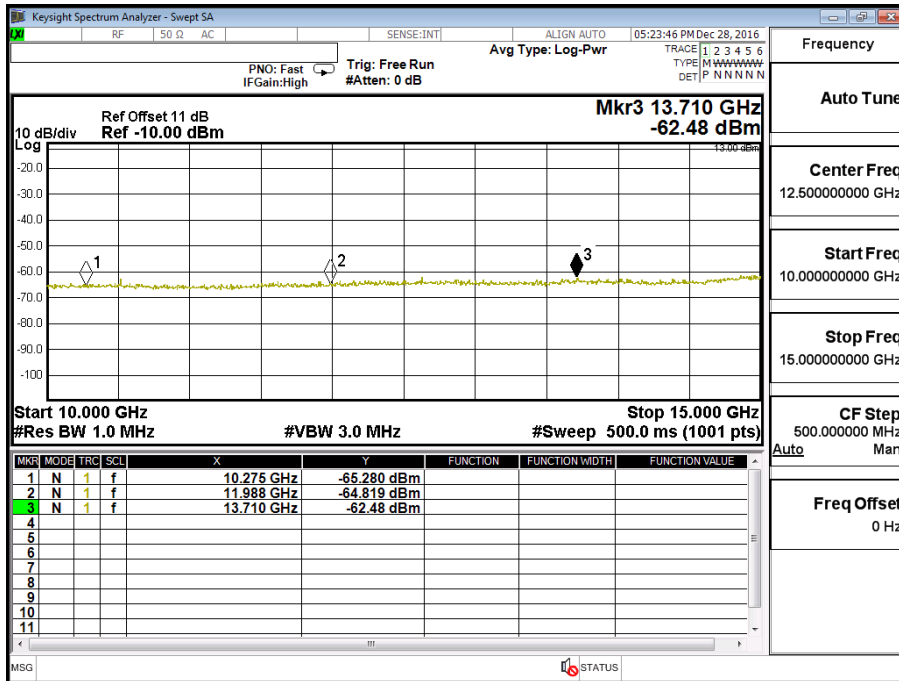 Keysight Spectrum Analyzer - Swept SA
LXI RF 50 Ω AC SENSE:INT ALIGN AUTO 05:23:46 PM Dec 28, 2016
Frequency
Avg Type: Log-Pwr
TRACE 1 2 3 4 5 6
PNO: Fast
Trig: Free Run
TYPE M WWWWW
IFGain:High
#Atten: 0 dB
DET P N N N N N
Auto Tune
Ref Offset 11 dB
Mkr3 13.710 GHz
10 dB/div
Ref -10.00 dBm
-62.48 dBm
Log
-20.0
-30.0
-40.0
-50.0
-60.0
-70.0
-80.0
-90.0
-100
1
2
3
Center Freq
12.500000000 GHz
Start Freq
10.000000000 GHz
Stop Freq
15.000000000 GHz
Start 10.000 GHz
Stop 15.000 GHz
#Res BW 1.0 MHz
#VBW 3.0 MHz
#Sweep 500.0 ms (1001 pts)
CF Step
500.000000 MHz
Auto Man
MKR MODE TRC SCL X Y FUNCTION FUNCTION WIDTH FUNCTION VALUE
1 N 1 f 10.275 GHz -65.280 dBm
2 N 1 f 11.988 GHz -64.819 dBm
3 N 1 f 13.710 GHz -62.48 dBm
4
5
6
7
8
9
10
11
Freq Offset
0 Hz
MSG
STATUS